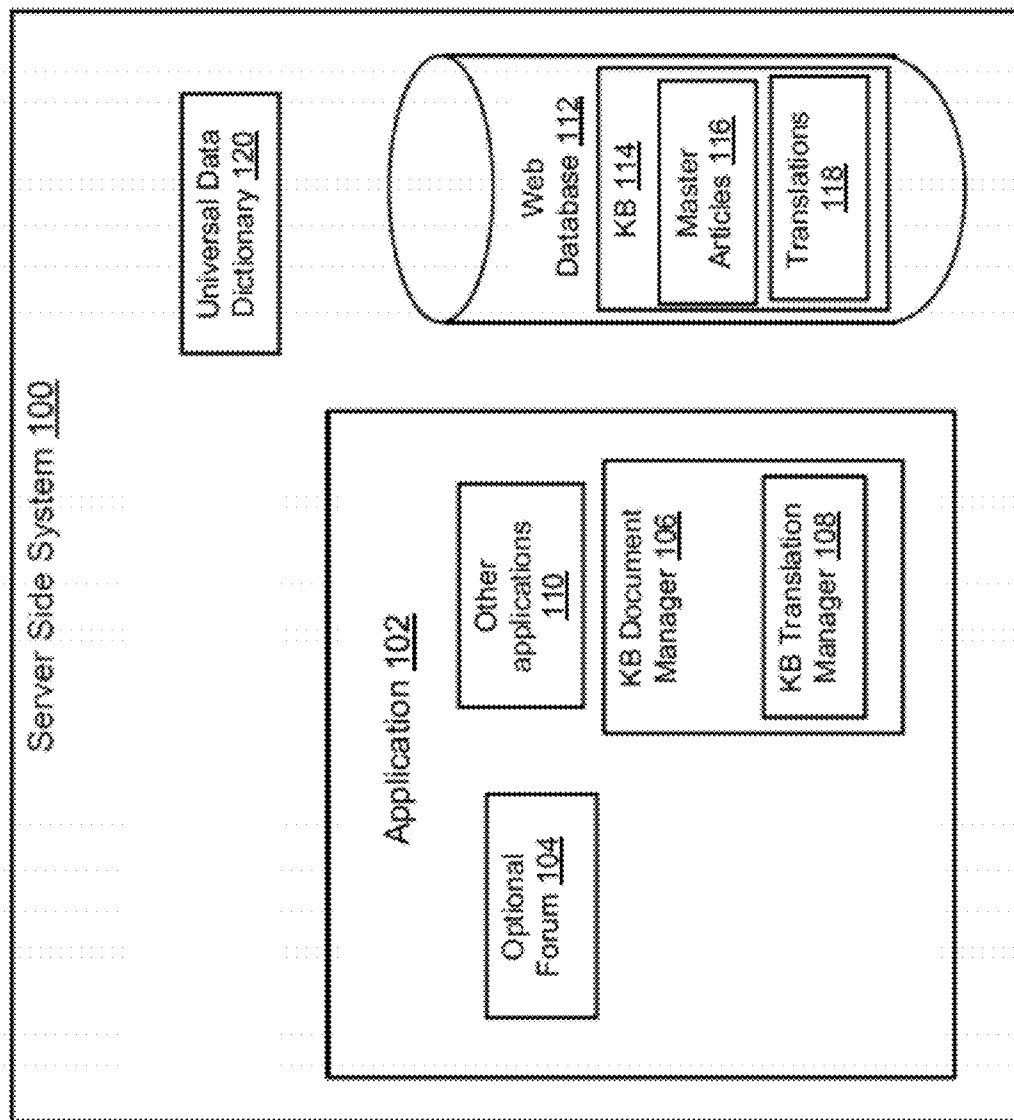 Server Side System 100
Application 102
Optional
Forum 104
Other
applications
110
KB Document
Manager 106
KB Translation
Manager 108
Universal Data
Dictionary 120
Web
Database 112
KB 114
Master
Articles 116
Translations
118